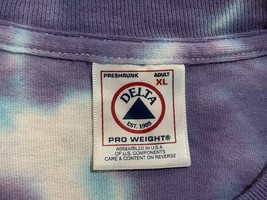 PRESHRUNK ADULT
XL
DELTA
EST. 1903
PRO WEIGHT®
ASSEMBLED IN U.S.A.
OF U.S. COMPONENTS
CARE & CONTENT ON REVERSE